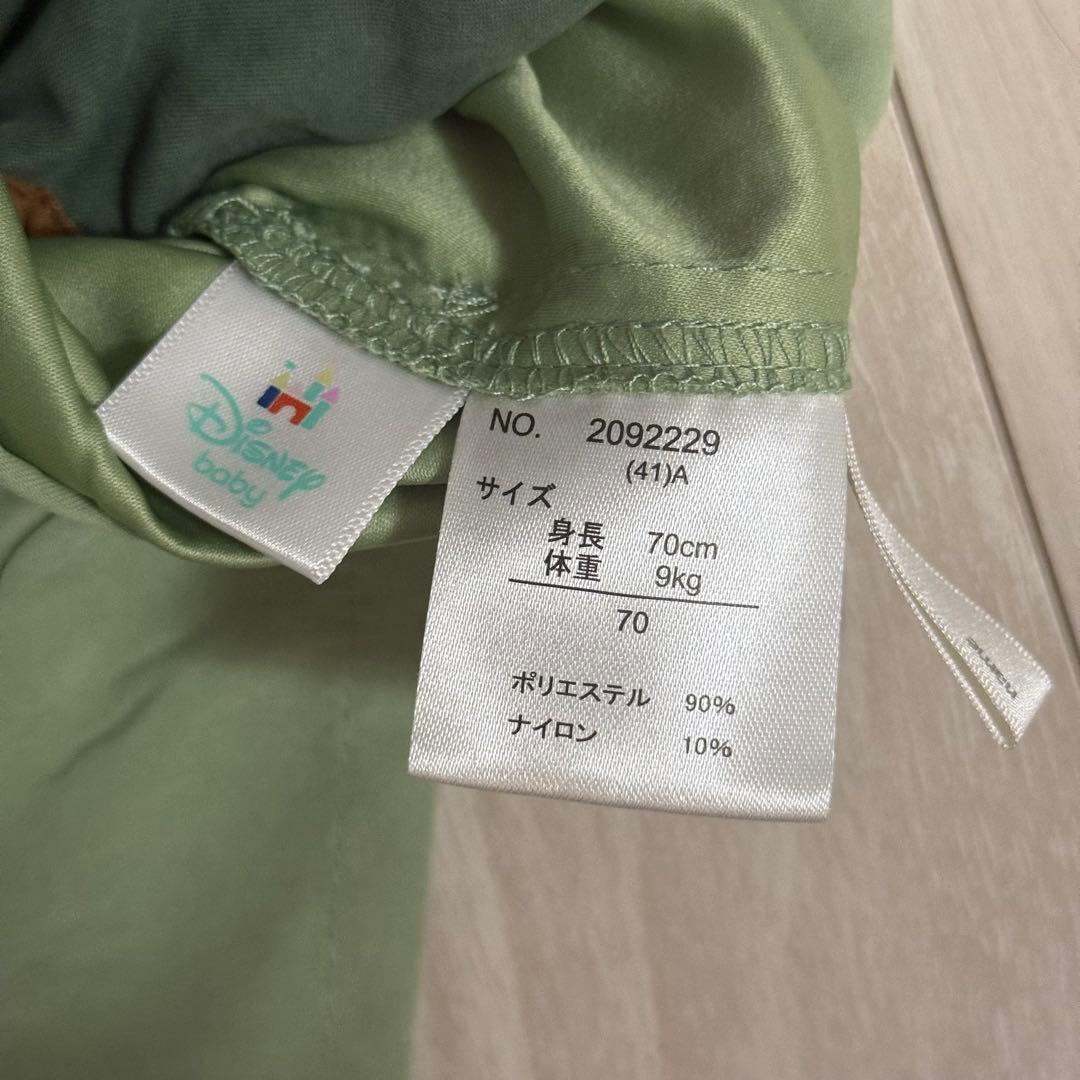 Disney
baby
NO. 2092229
(41)A
サイズ
身長 70cm
体重 9kg
70
ポリエステル 90%
ナイロン 10%
name